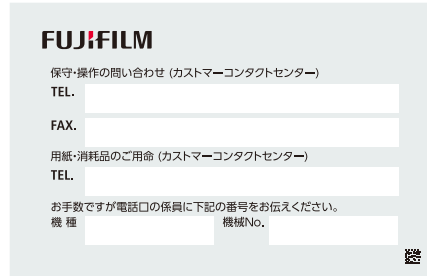 FUJIFILM
保守・操作の問い合わせ (カストマーコンタクトセンター)
TEL.
FAX.
用紙・消耗品のご用命 (カストマーコンタクトセンター)
TEL.
お手数ですが電話口の係員に下記の番号をお伝えください。
機 種 機械No.